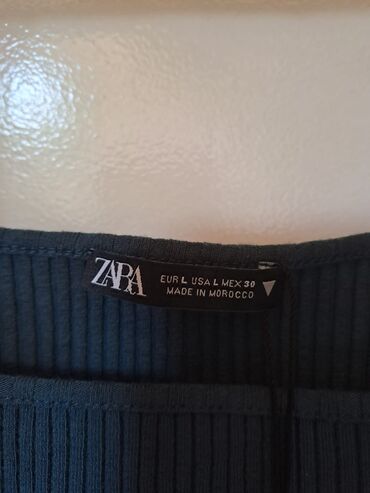 ZARA
EUR L USA L MEX 30
MADE IN MOROCCO